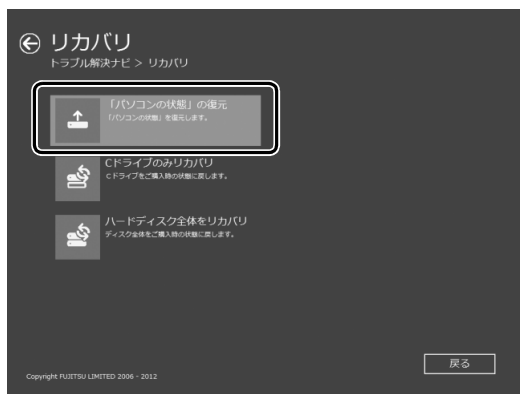 リカバリ
トラブル解決ナビ > リカバリ
「パソコンの状態」の復元
「パソコンの状態」を復元します。
Cドライブのみリカバリ
Cドライブをご購入時の状態に戻します。
ハードディスク全体をリカバリ
ディスク全体をご購入時の状態に戻します。
戻る
Copyright FUJITSU LIMITED 2006 - 2012